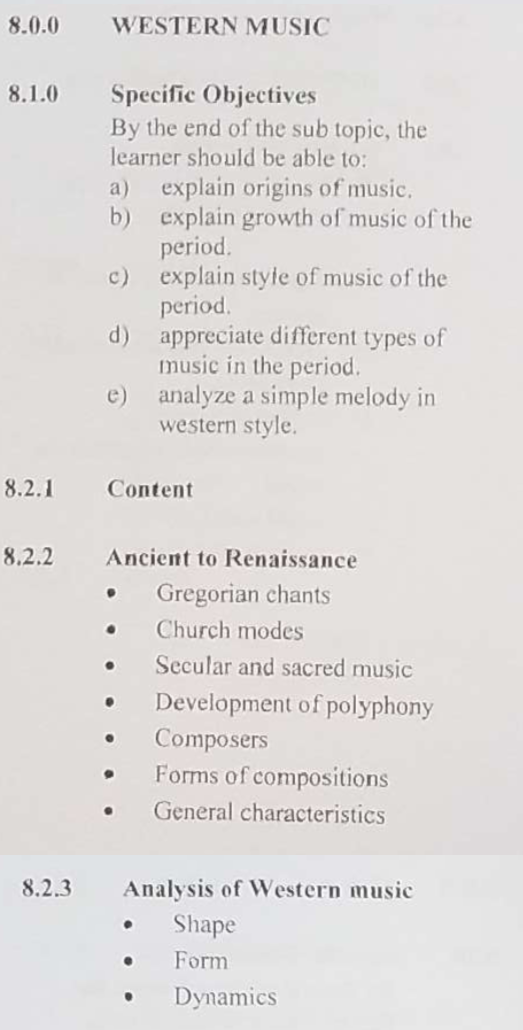 8.0.0 WESTERN MUSIC
8.1.0 Specific Objectives
By the end of the sub topic, the
learner should be able to:
a) explain origins of music.
b) explain growth of music of the
period.
c) explain style of music of the
period.
d) appreciate different types of
music in the period.
e) analyze a simple melody in
western style.
8.2.1 Content
8.2.2 Ancient to Renaissance
• Gregorian chants
• Church modes
• Secular and sacred music
• Development of polyphony
• Composers
• Forms of compositions
• General characteristics
8.2.3 Analysis of Western music
• Shape
• Form
• Dynamics